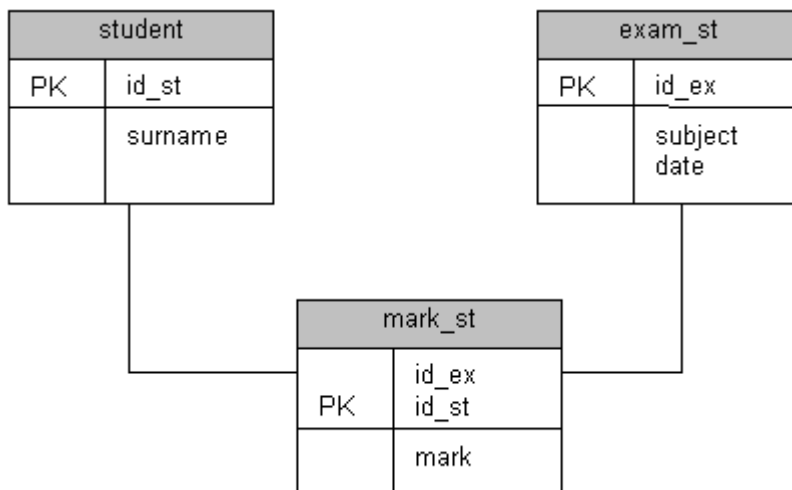 student
PK id_st
surname
exam_st
PK id_ex
subject
date
mark_st
id_ex
PK id_st
mark